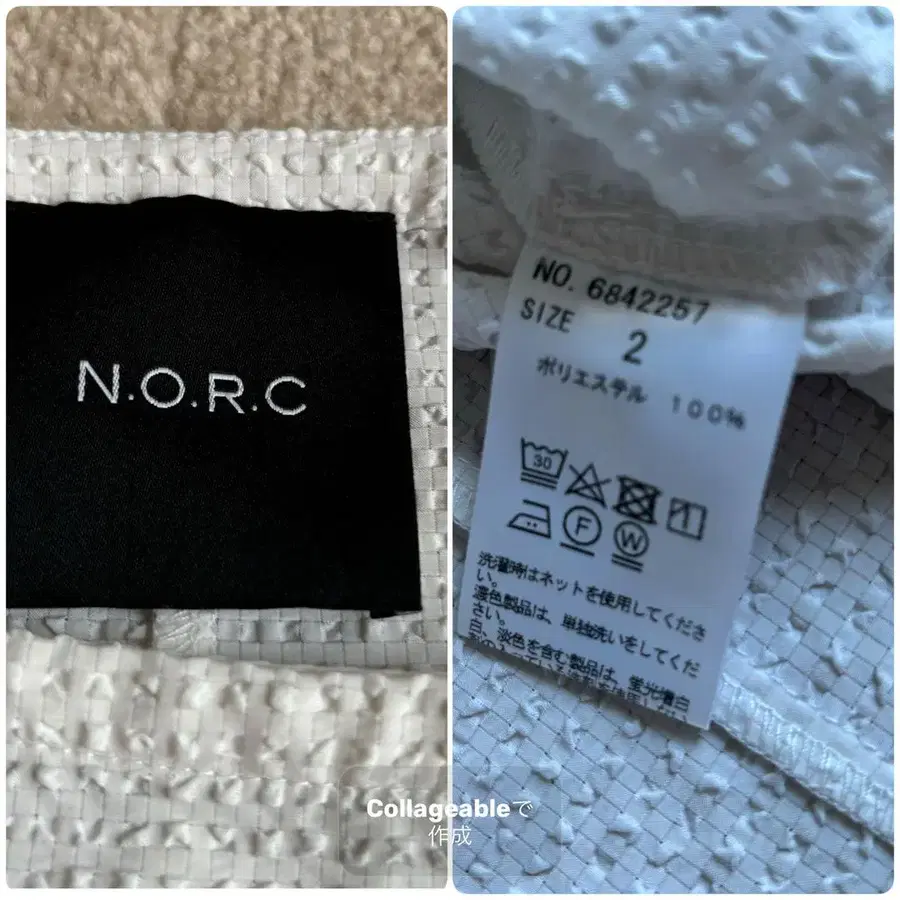 N.O.R.C
NO. 6842257
SIZE 2
ポリエステル 100%
30
F W
洗濯時はネットを使用してくださ
い。
濃色製品は、単独洗いをしてくだ
さい。
白、淡色を含む製品は、蛍光増白
Collageableで
作成